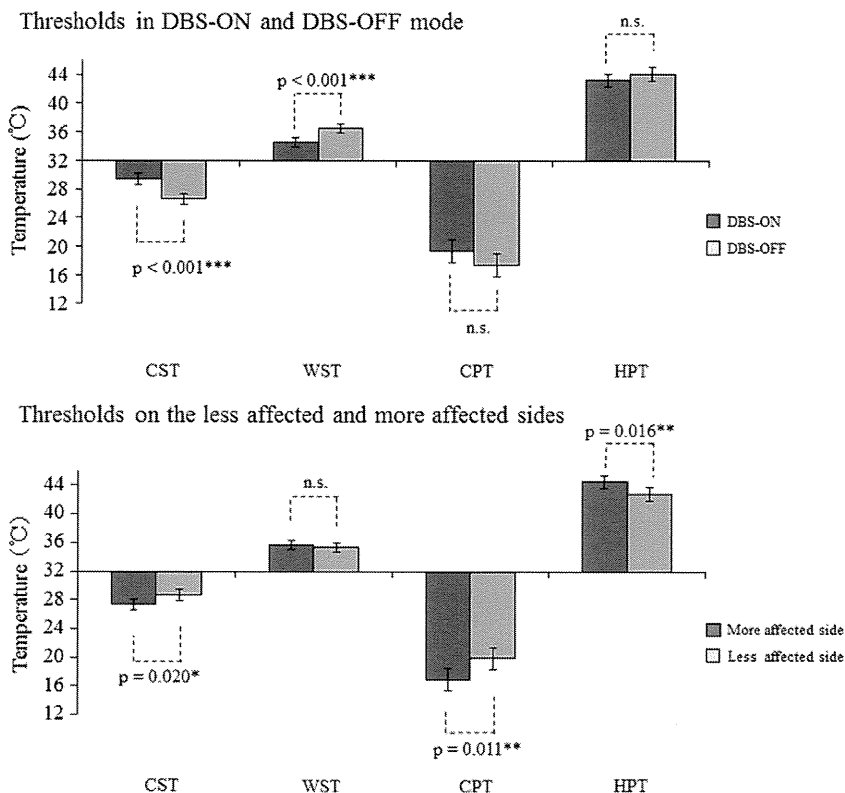 Thresholds in DBS-ON and DBS-OFF mode
n.s.
p < 0.001***
44
40
36
32
28
24
20
16
12
Temperature (℃)
DBS-ON
DBS-OFF
p < 0.001***
n.s.
CST WST CPT HPT
Thresholds on the less affected and more affected sides
p = 0.016**
n.s.
44
40
36
32
28
24
20
16
12
Temperature (℃)
More affected side
Less affected side
p = 0.020*
p = 0.011**
CST WST CPT HPT